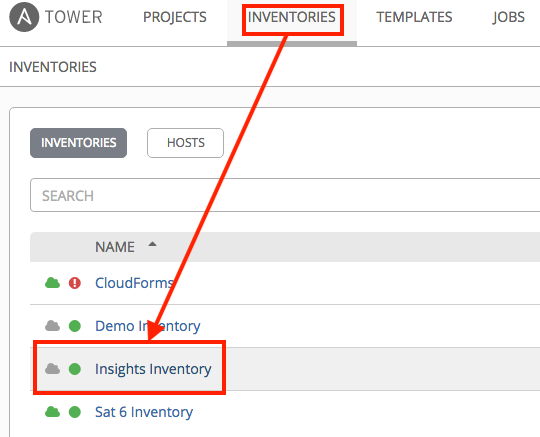 A TOWER PROJECTS INVENTORIES TEMPLATES JOBS
INVENTORIES
INVENTORIES HOSTS
SEARCH
NAME
CloudForms
Demo Inventory
Insights Inventory
Sat 6 Inventory